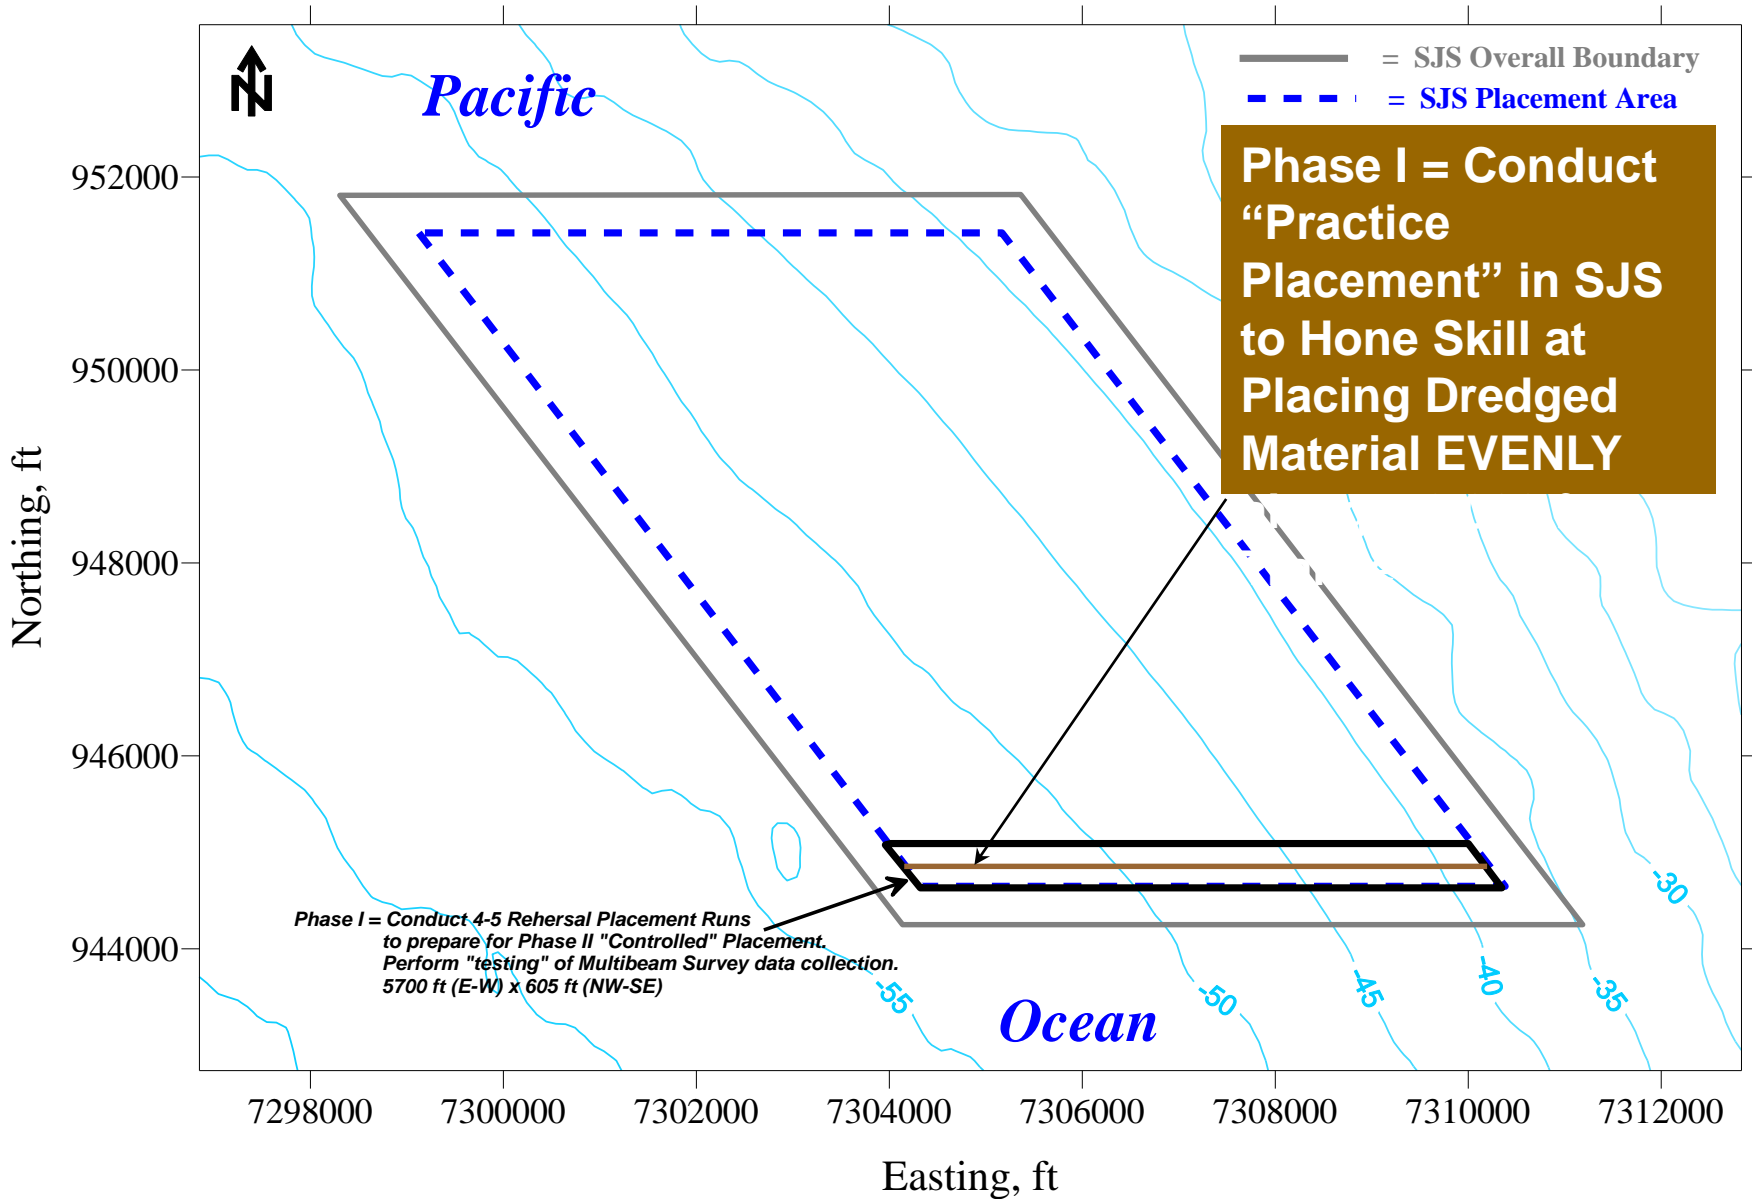 N
Pacific
= SJS Overall Boundary
= SJS Placement Area
Phase I = Conduct
“Practice
Placement” in SJS
to Hone Skill at
Placing Dredged
Material EVENLY
952000
950000
948000
946000
944000
Northing, ft
Phase I = Conduct 4-5 Rehersal Placement Runs
to prepare for Phase II "Controlled" Placement.
Perform "testing" of Multibeam Survey data collection.
5700 ft (E-W) x 605 ft (NW-SE)
-30
-35
-40
-45
-50
-55
Ocean
7298000
7300000
7302000
7304000
7306000
7308000
7310000
7312000
Easting, ft